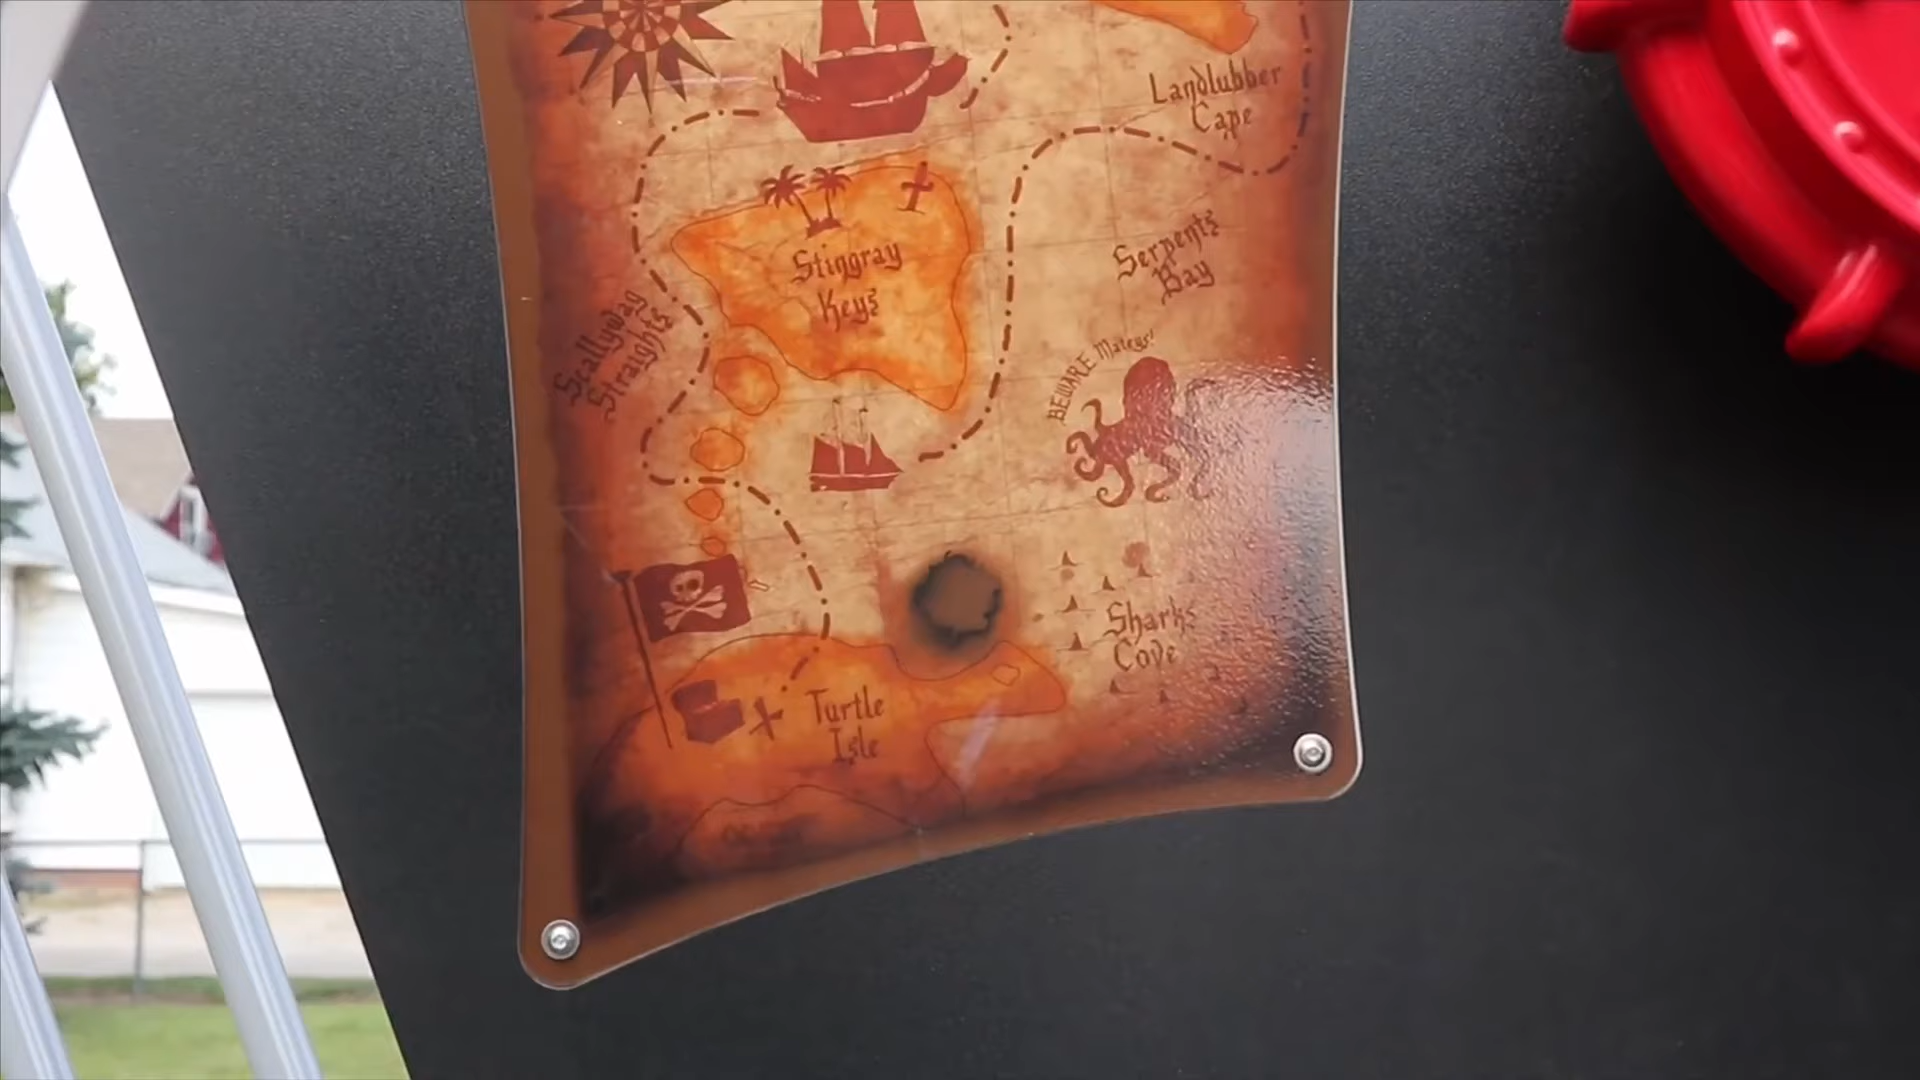 Landlubber
Cape
Stingray
Keys
Serpents
Bay
Scallywag
Straights
BEWARE Mateys!
Sharks
Cove
Turtle
Isle